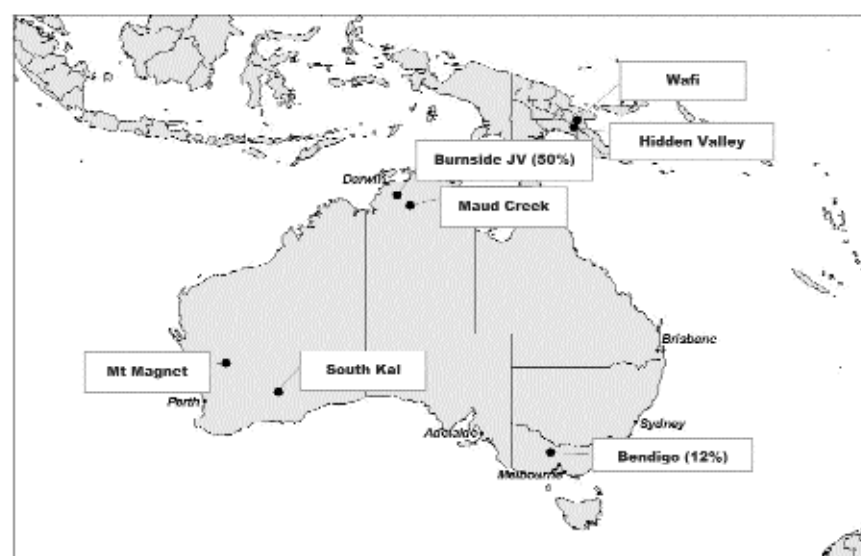 Wafi
Hidden Valley
Burnside JV (50%)
Darwin
Maud Creek
Brisbane
Mt Magnet
South Kal
Perth
Sydney
Adelaide
Bendigo (12%)
Melbourne